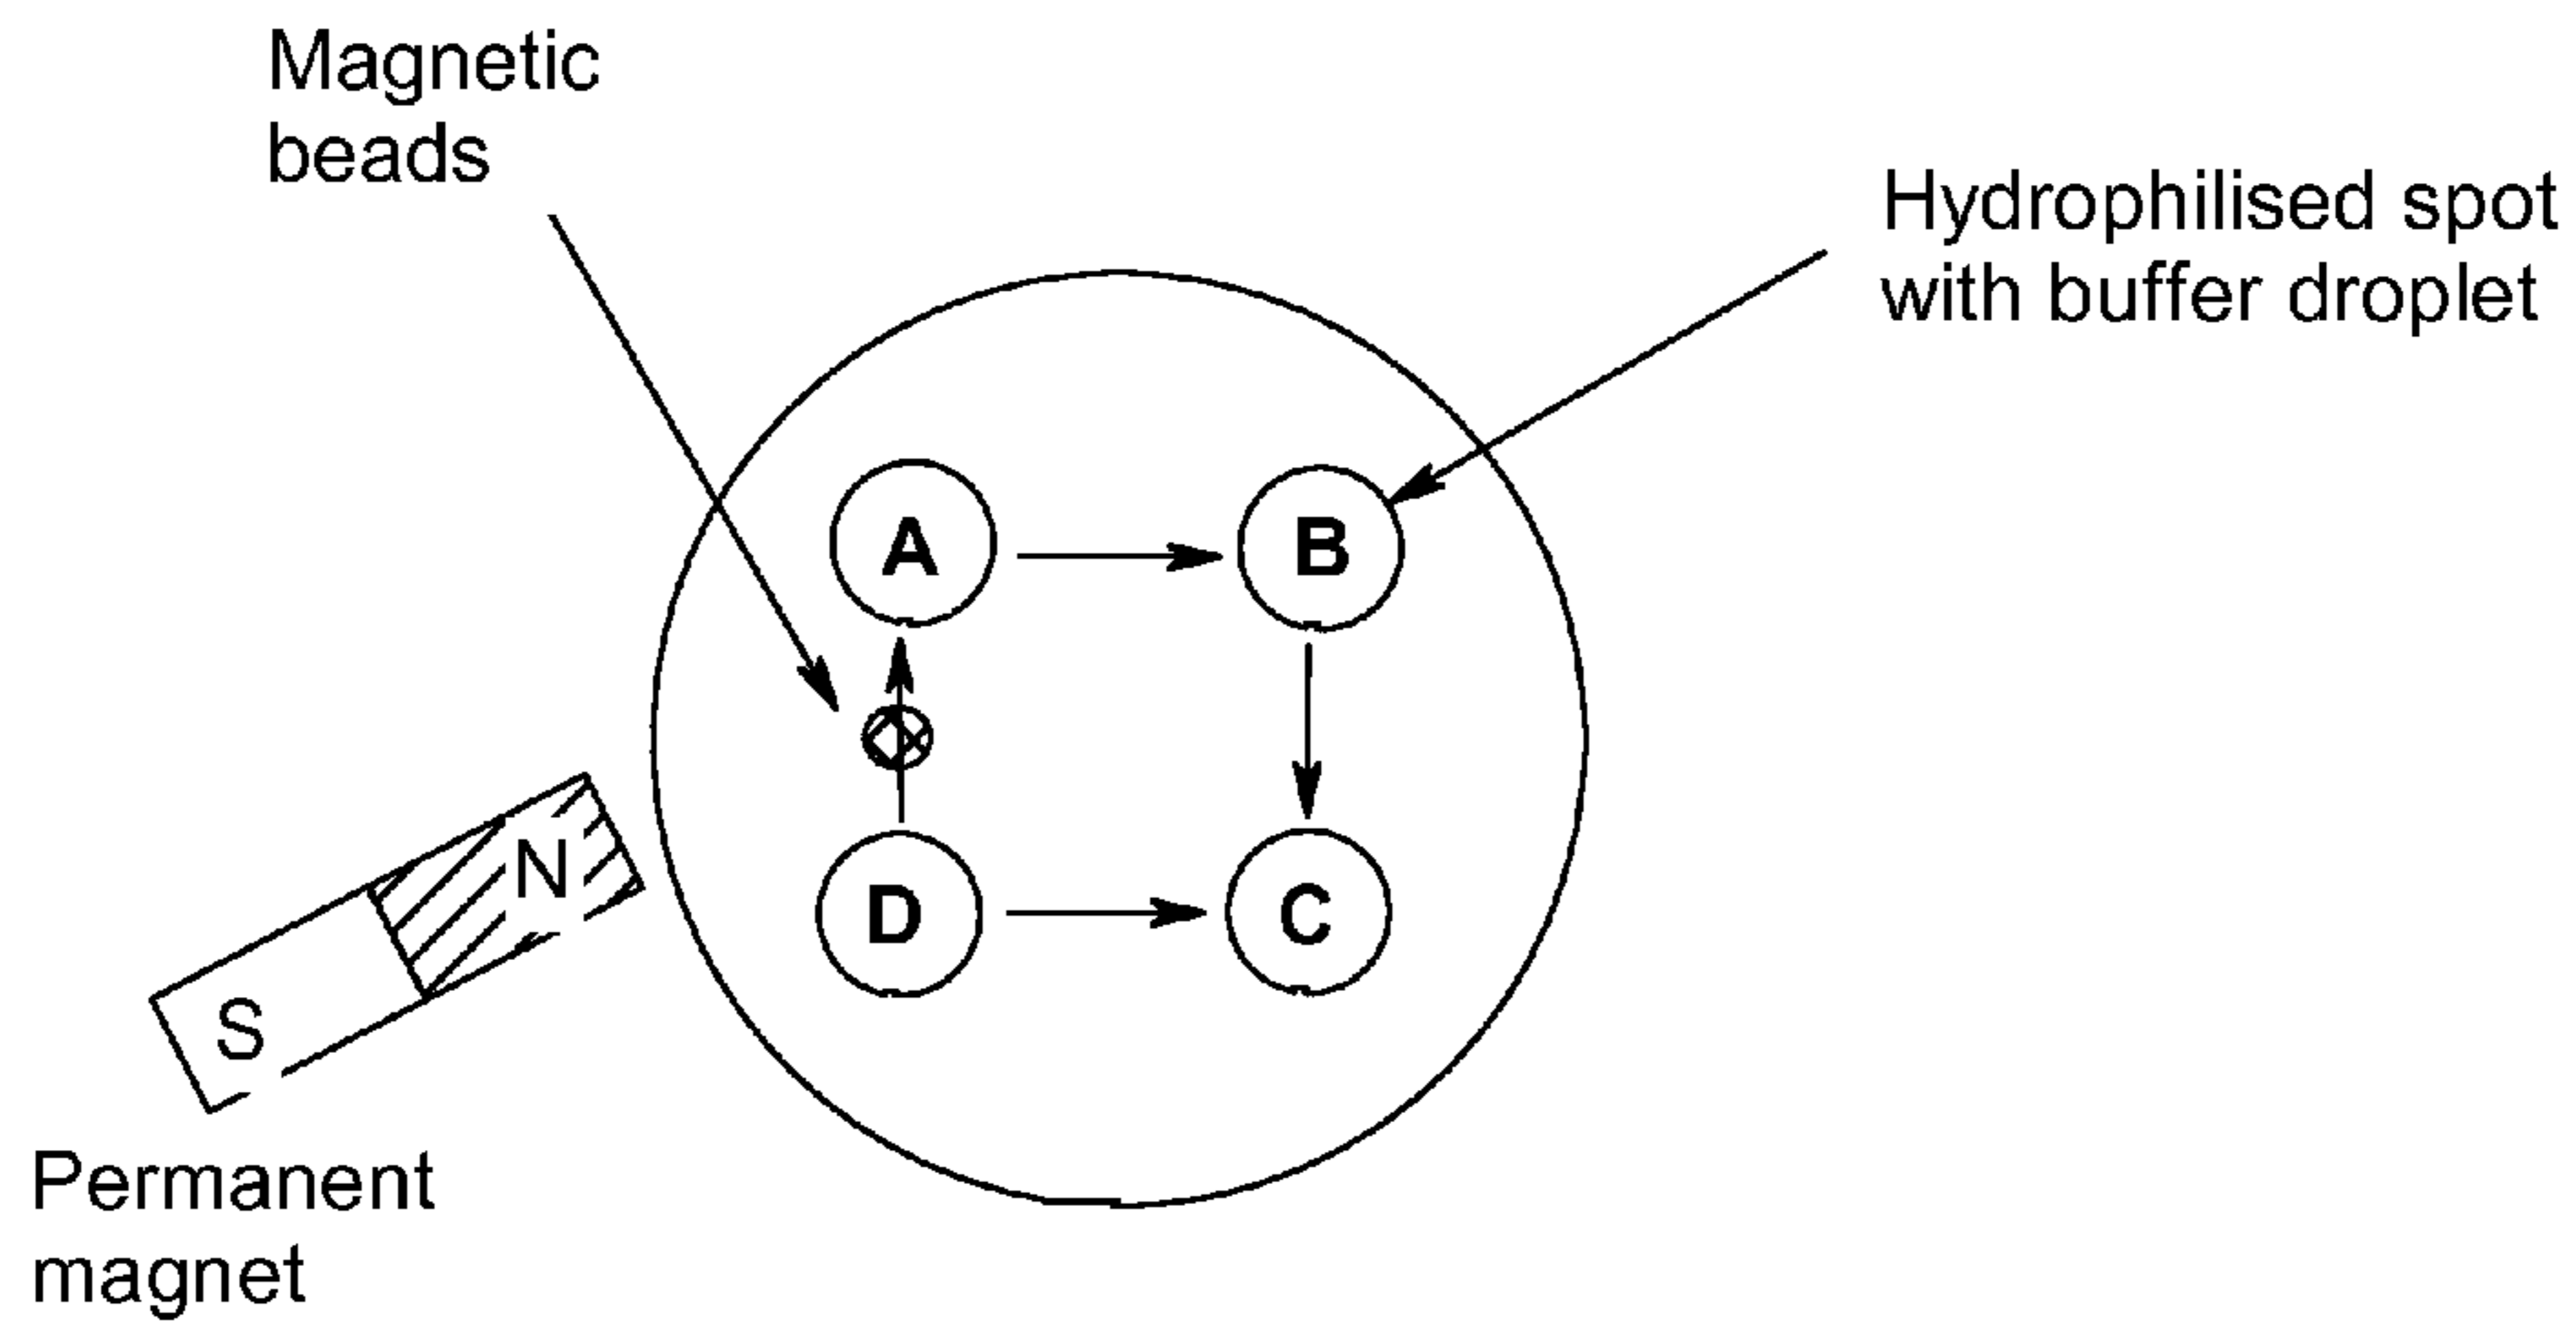 Magnetic
beads
Hydrophilised spot
with buffer droplet
A
B
D
C
N
S
Permanent
magnet